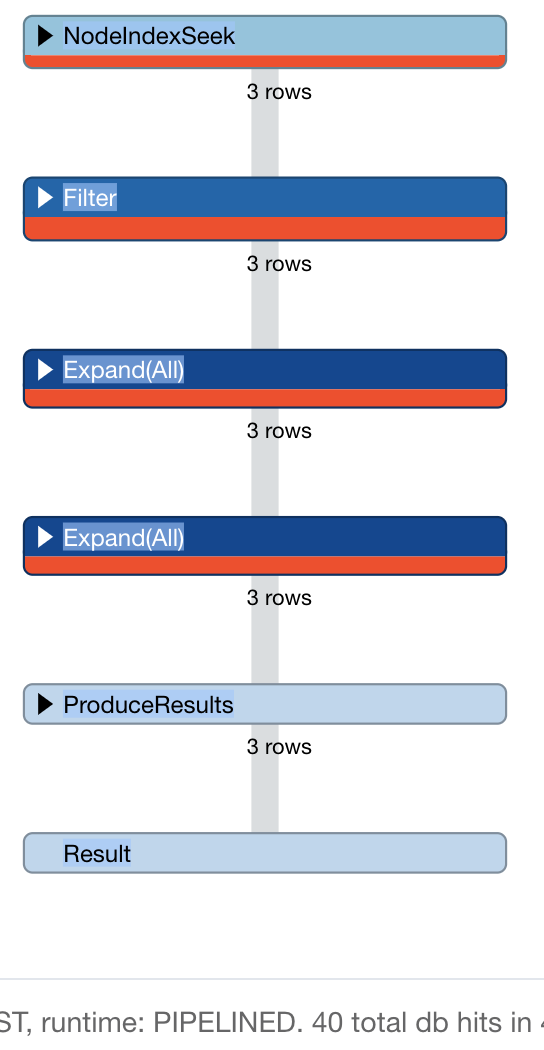 NodeIndexSeek
3 rows
Filter
3 rows
Expand(All)
3 rows
Expand(All)
3 rows
ProduceResults
3 rows
Result
ST, runtime: PIPELINED. 40 total db hits in